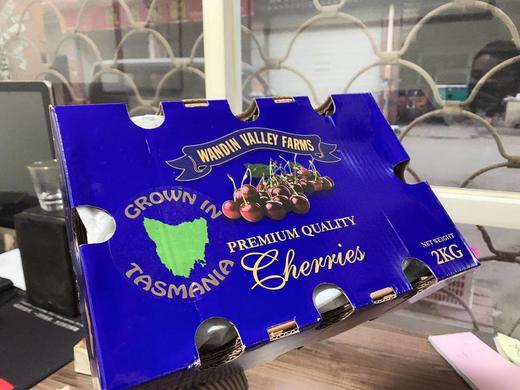 WANDIN VALLEY FARMS
GROWN IN
TASMANIA
PREMIUM QUALITY
Cherries
NET WEIGHT
2KG